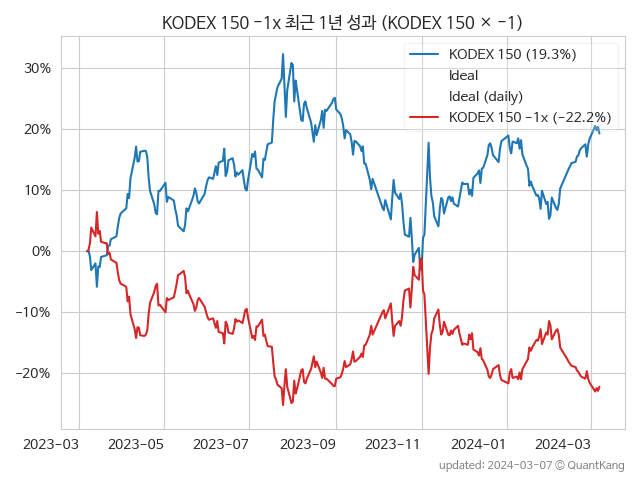 KODEX 150 −1x 최근 1년 성과 (KODEX 150 × −1)
KODEX 150 (19.3%)
Ideal
Ideal (daily)
KODEX 150 −1x (−22.2%)
30%
20%
10%
0%
−10%
−20%
2023−03 2023−05 2023−07 2023−09 2023−11 2024−01 2024−03
updated: 2024−03−07 © QuantKang